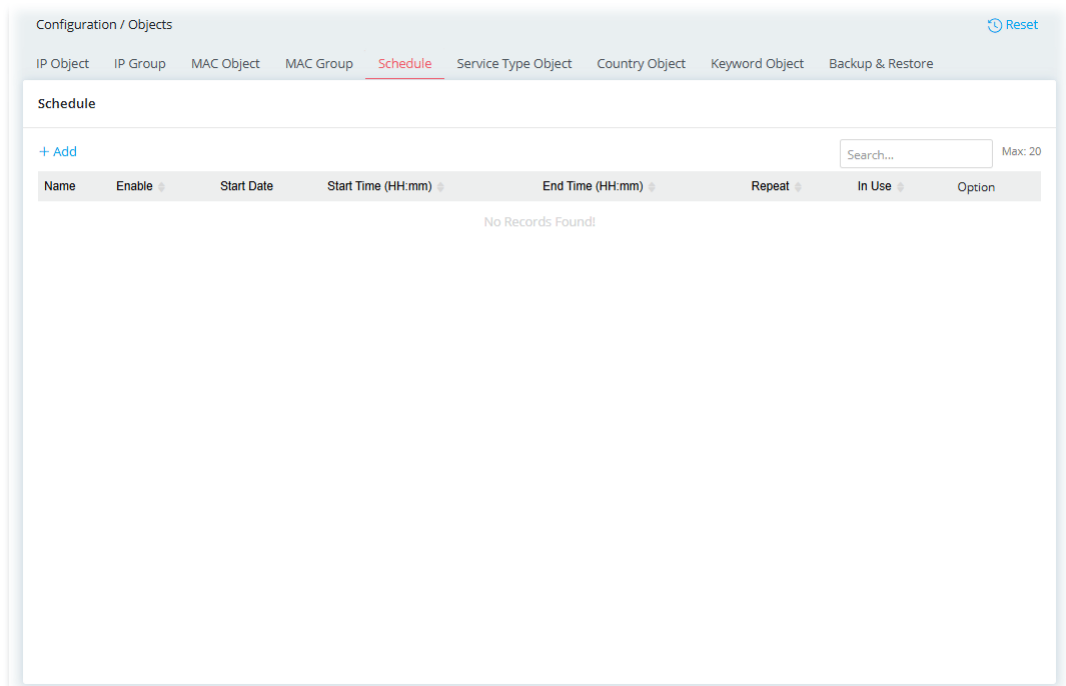 Configuration / Objects
Reset
IP Object IP Group MAC Object MAC Group Schedule Service Type Object Country Object Keyword Object Backup & Restore
Schedule
+ Add
Search...
Max: 20
Name Enable Start Date Start Time (HH:mm) End Time (HH:mm) Repeat In Use Option
No Records Found!